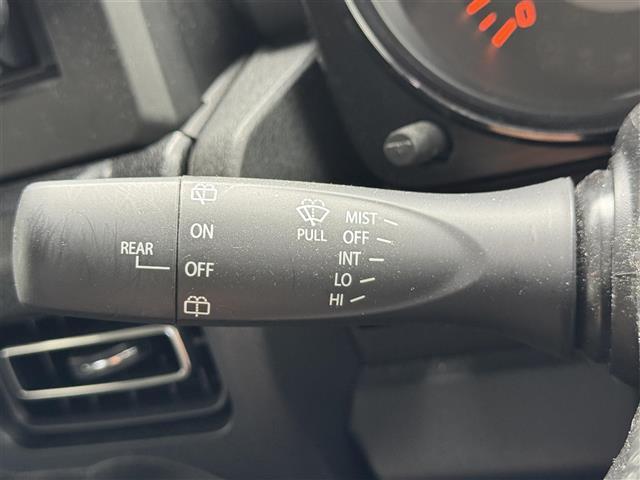 REAR
ON
OFF
PULL
MIST
OFF
INT
LO
HI